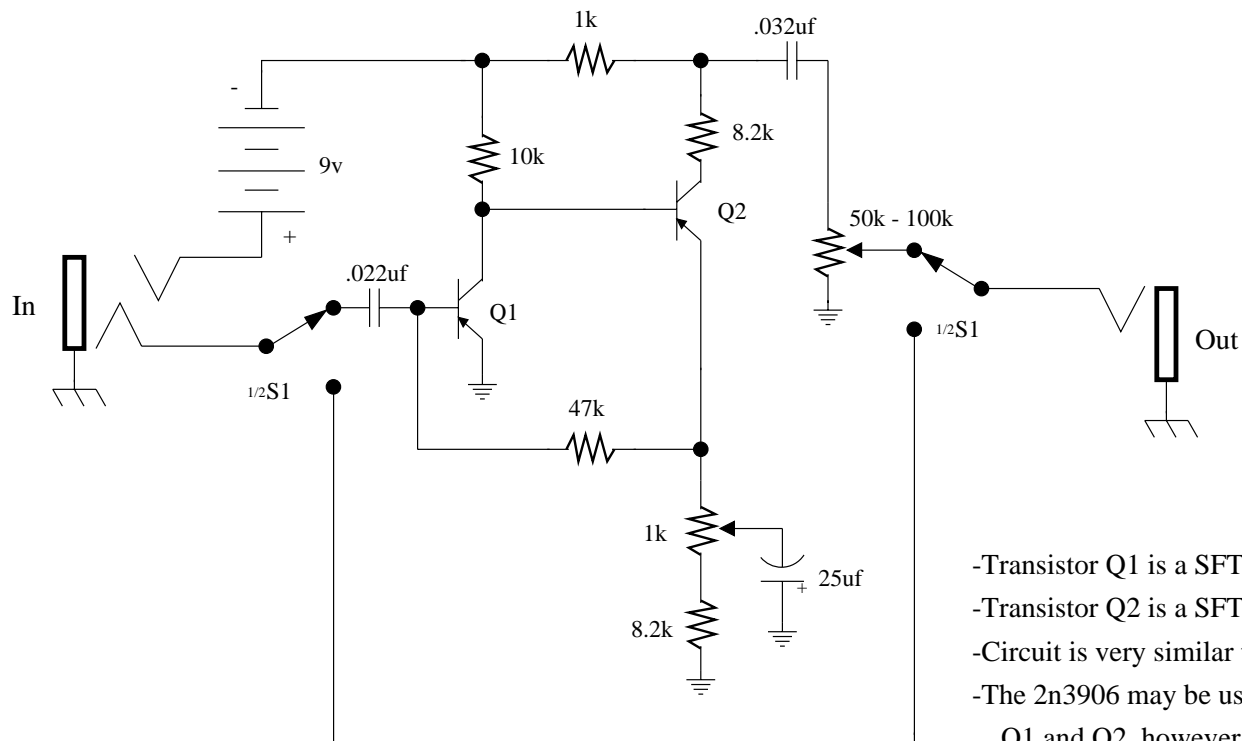 1k
.032uf
-
8.2k
10k
9v
Q2
50k - 100k
+
.022uf
In
Q1
1/2S1
Out
1/2S1
47k
1k
25uf
+
8.2k
-Transistor Q1 is a SFT
-Transistor Q2 is a SFT
-Circuit is very similar
-The 2n3906 may be us
Q1 and Q2, however